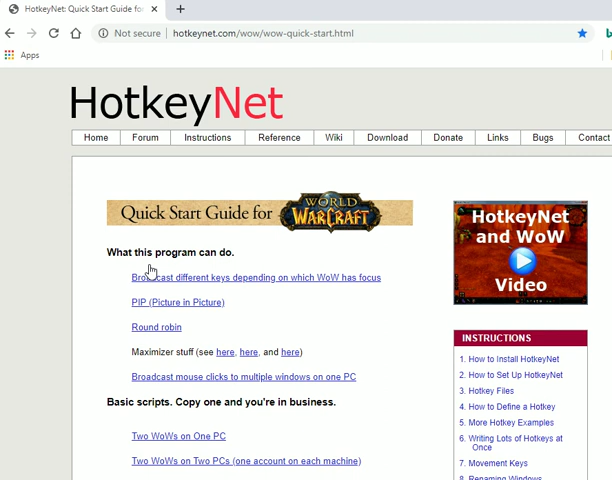 HotkeyNet: Quick Start Guide for
Not secure | hotkeynet.com/wow/wow-quick-start.html
Apps
HotkeyNet
Home Forum Instructions Reference Wiki Download Donate Links Bugs Contact
Quick Start Guide for WORLD WARCRAFT
What this program can do.
Broadcast different keys depending on which WoW has focus
PIP (Picture in Picture)
Round robin
Maximizer stuff (see here, here, and here)
Broadcast mouse clicks to multiple windows on one PC
Basic scripts. Copy one and you're in business.
Two WoWs on One PC
Two WoWs on Two PCs (one account on each machine)
HotkeyNet
and WoW
Video
INSTRUCTIONS
1. How to Install HotkeyNet
2. How to Set Up HotkeyNet
3. Hotkey Files
4. How to Define a Hotkey
5. More Hotkey Examples
6. Writing Lots of Hotkeys at
Once
7. Movement Keys
8. Renaming Windows